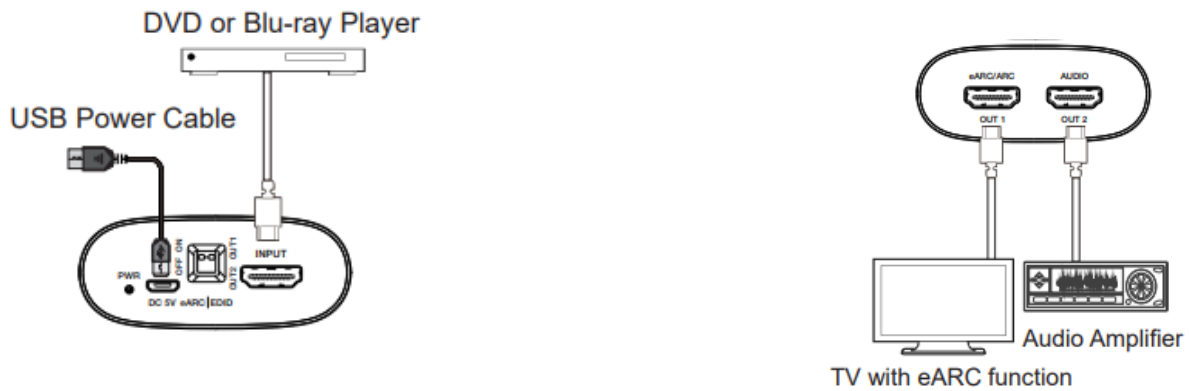 DVD or Blu-ray Player
USB Power Cable
PWR
OFF ON
OUT2 OUT1
INPUT
DC 5V eARC|EDID
eARC/ARC AUDIO
OUT 1 OUT 2
Audio Amplifier
TV with eARC function